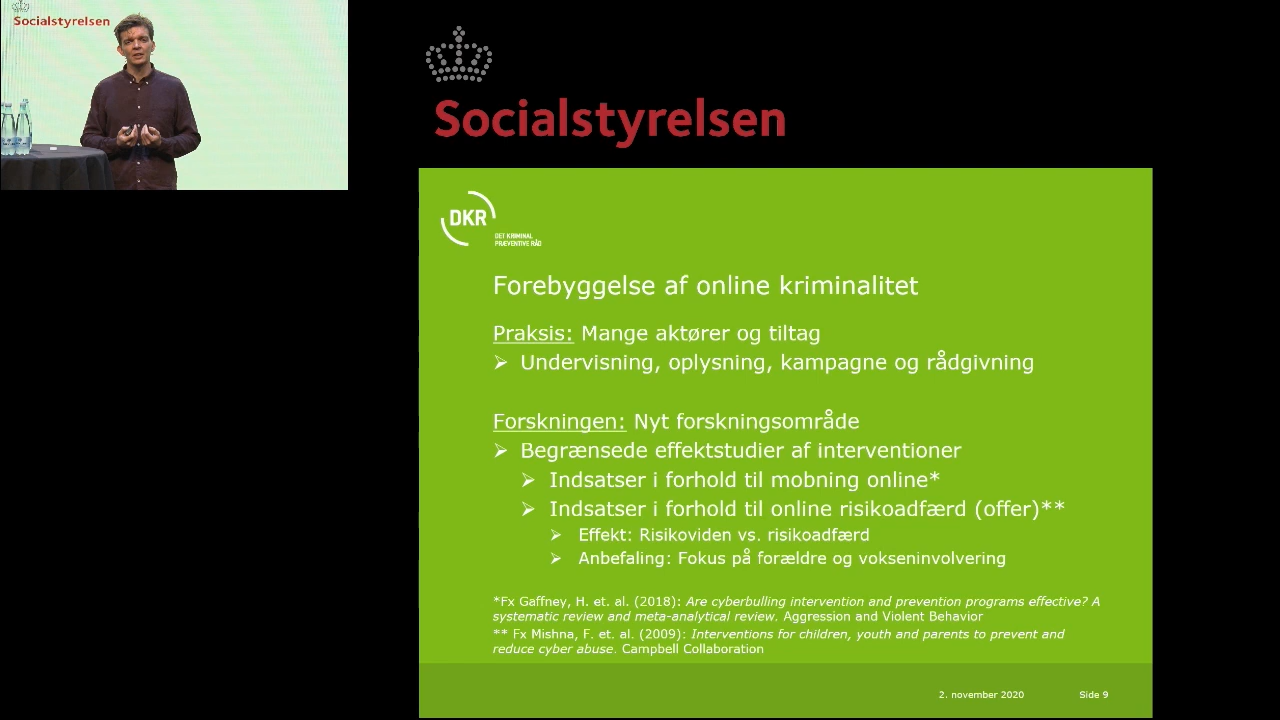 Socialstyrelsen
Socialstyrelsen
DKR
DET KRIMINAL
PRÆVENTIVE RÅD
Forebyggelse af online kriminalitet
Praksis: Mange aktører og tiltag
Undervisning, oplysning, kampagne og rådgivning
Forskningen: Nyt forskningsområde
Begrænsede effektstudier af interventioner
Indsatser i forhold til mobning online*
Indsatser i forhold til online risikoadfærd (offer)**
Effekt: Risikoviden vs. risikoadfærd
Anbefaling: Fokus på forældre og vokseninvolvering
*Fx Gaffney, H. et. al. (2018): Are cyberbulling intervention and prevention programs effective? A
systematic review and meta-analytical review. Aggression and Violent Behavior
** Fx Mishna, F. et. al. (2009): Interventions for children, youth and parents to prevent and
reduce cyber abuse. Campbell Collaboration
2. november 2020 Side 9